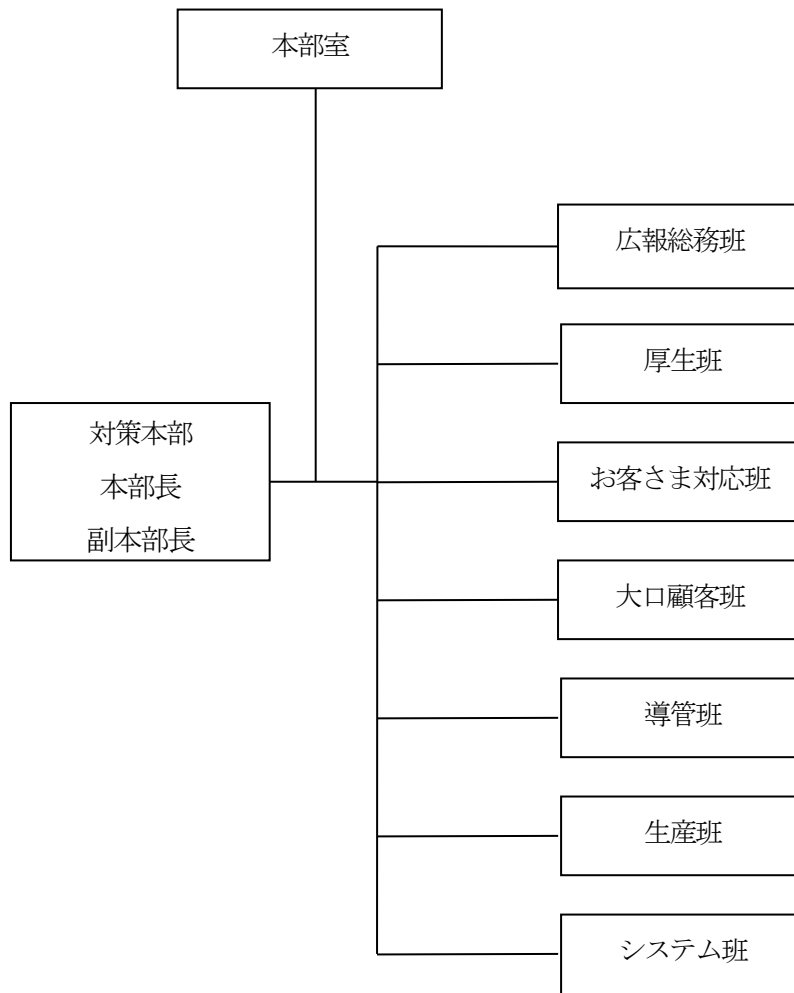 本部室
広報総務班
厚生班
対策本部
本部長
副本部長
お客さま対応班
大口顧客班
導管班
生産班
システム班